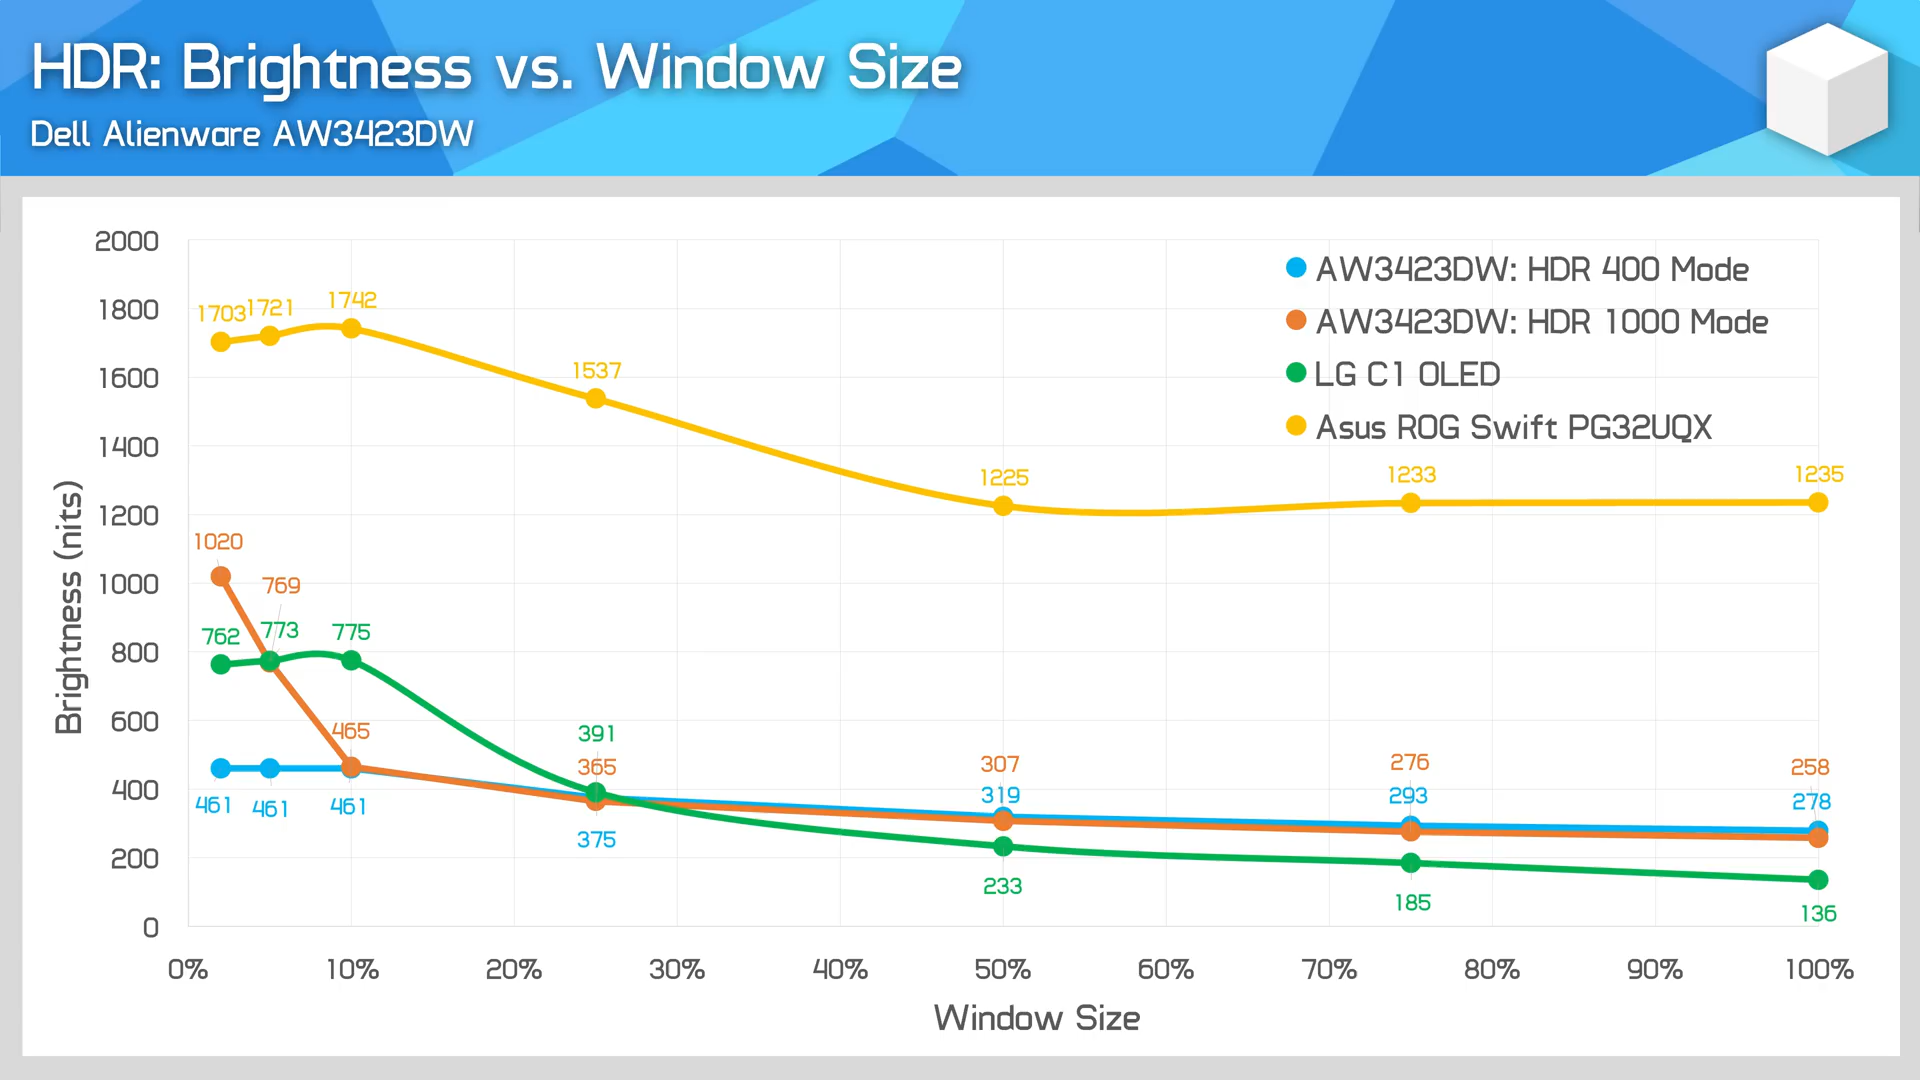 HDR: Brightness vs. Window Size
Dell Alienware AW3423DW
AW3423DW: HDR 400 Mode
AW3423DW: HDR 1000 Mode
LG C1 OLED
Asus ROG Swift PG32UQX
Brightness (nits)
2000
1800
1600
1400
1200
1000
800
600
400
200
0
1703 1721 1742 1537 1225 1233 1235
1020 769 465 365 307 276 258
762 773 775 391 233 185 136
461 461 461 375 319 293 278
0% 10% 20% 30% 40% 50% 60% 70% 80% 90% 100%
Window Size